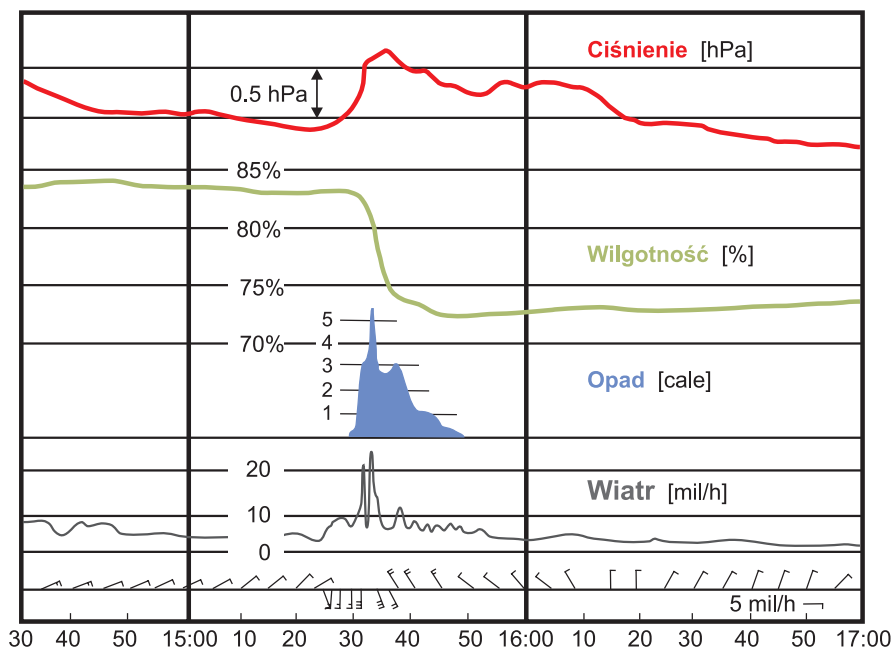 Ciśnienie [hPa]
0.5 hPa
85%
80%
Wilgotność [%]
75%
70%
5
4
3
2
1
Opad [cale]
20
10
0
Wiatr [mil/h]
5 mil/h
30 40 50 15:00 10 20 30 40 50 16:00 10 20 30 40 50 17:00